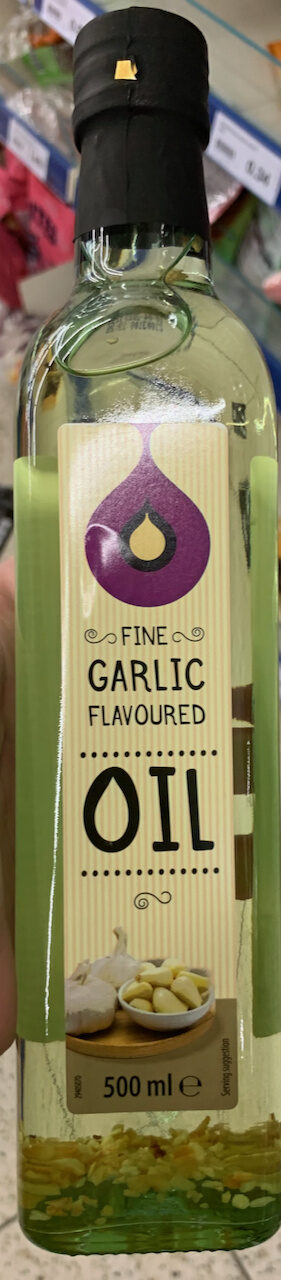 FINE
GARLIC
FLAVOURED
OIL
500 ml e
Serving suggestion